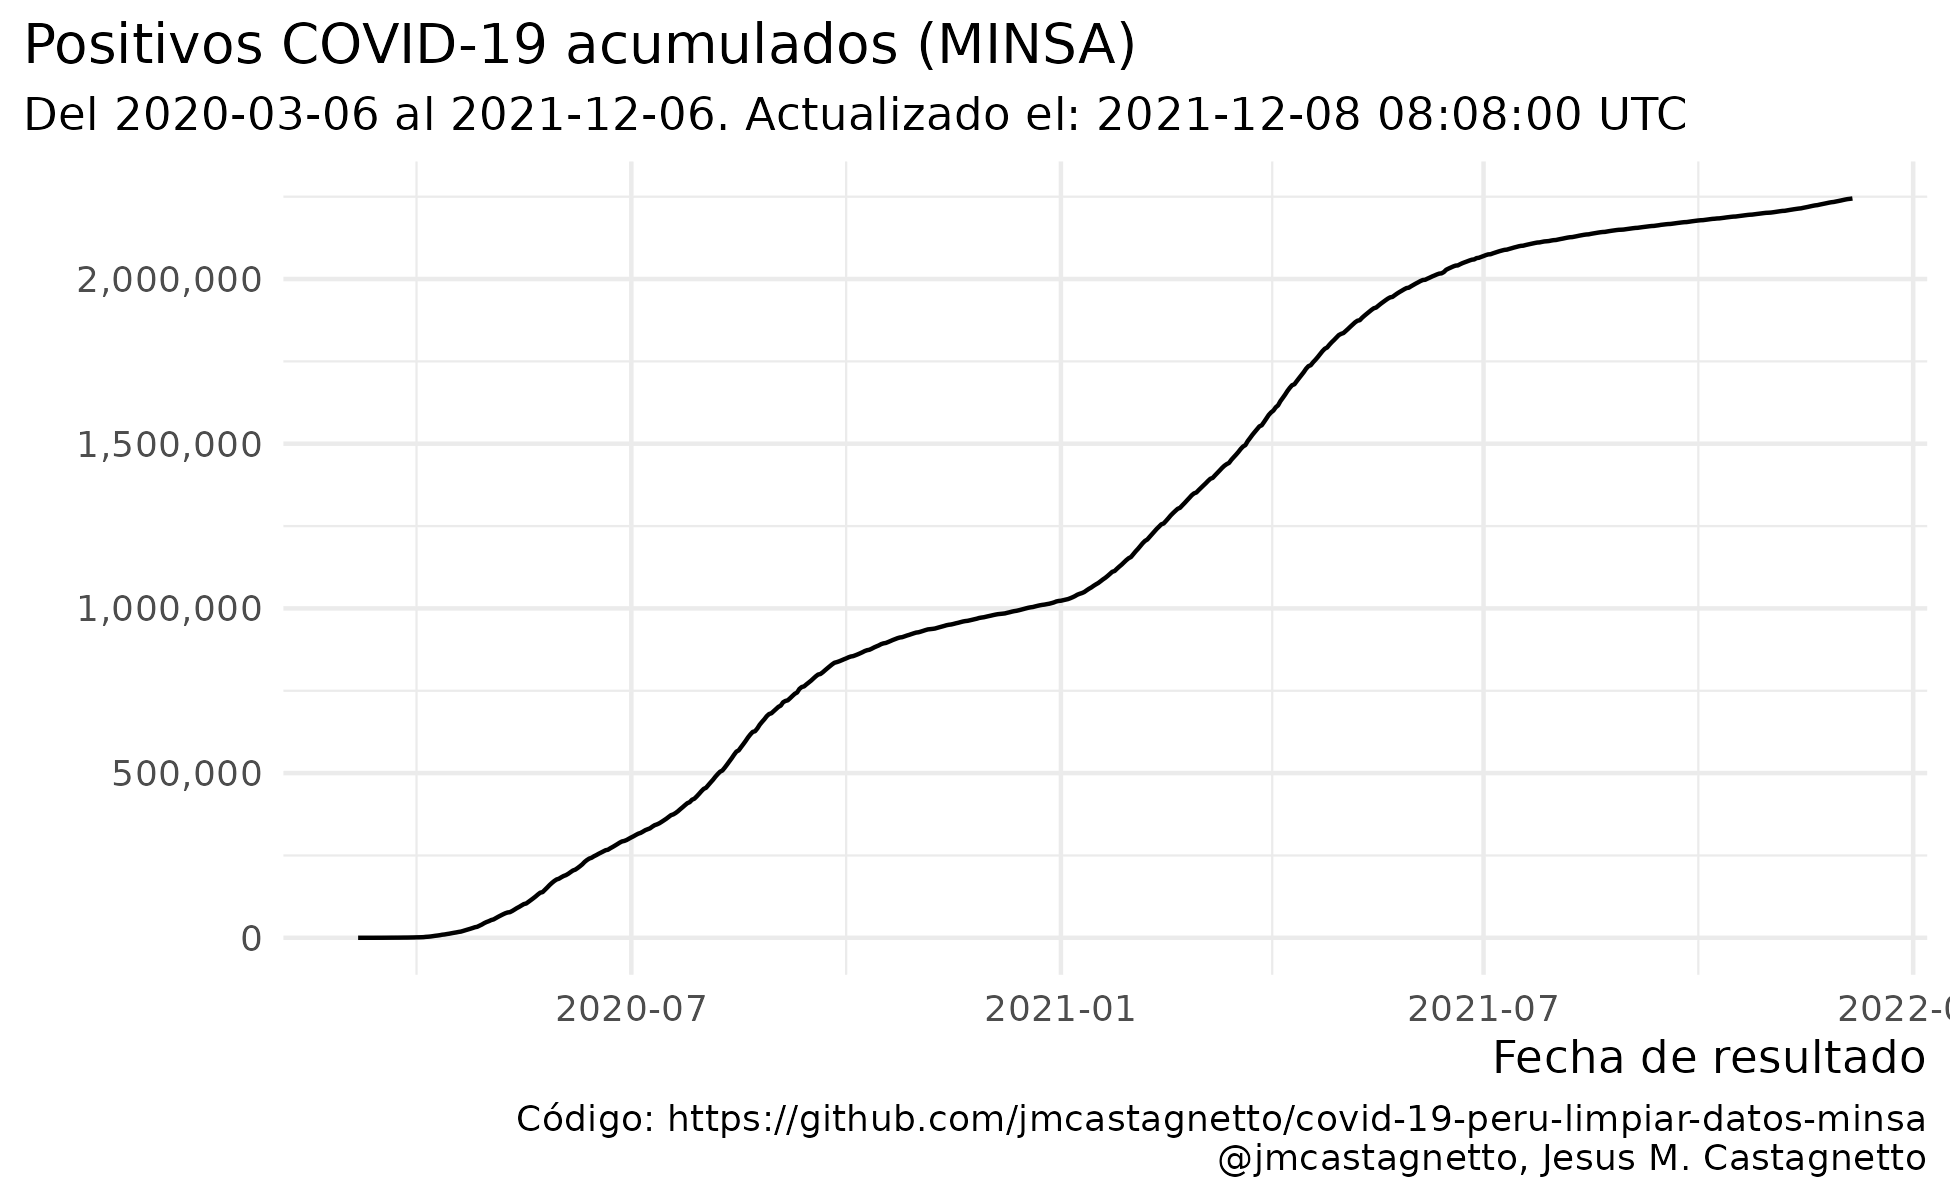 Positivos COVID-19 acumulados (MINSA)
Del 2020-03-06 al 2021-12-06. Actualizado el: 2021-12-08 08:08:00 UTC
2,000,000
1,500,000
1,000,000
500,000
0
2020-07 2021-01 2021-07 2022-0
Fecha de resultado
Código: https://github.com/jmcastagnetto/covid-19-peru-limpiar-datos-minsa
@jmcastagnetto, Jesus M. Castagnetto